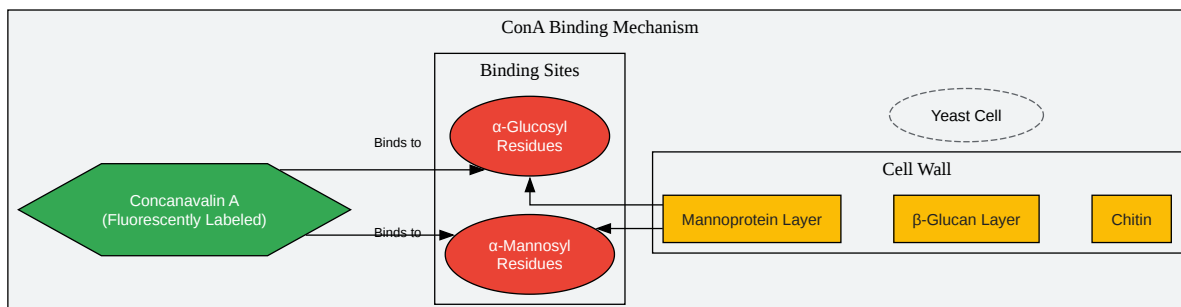 ConA Binding Mechanism
Binding Sites
α-Glucosyl
Residues
Yeast Cell
Binds to
Cell Wall
Concanavalin A
(Fluorescently Labeled)
Mannoprotein Layer
β-Glucan Layer
Chitin
Binds to
α-Mannosyl
Residues